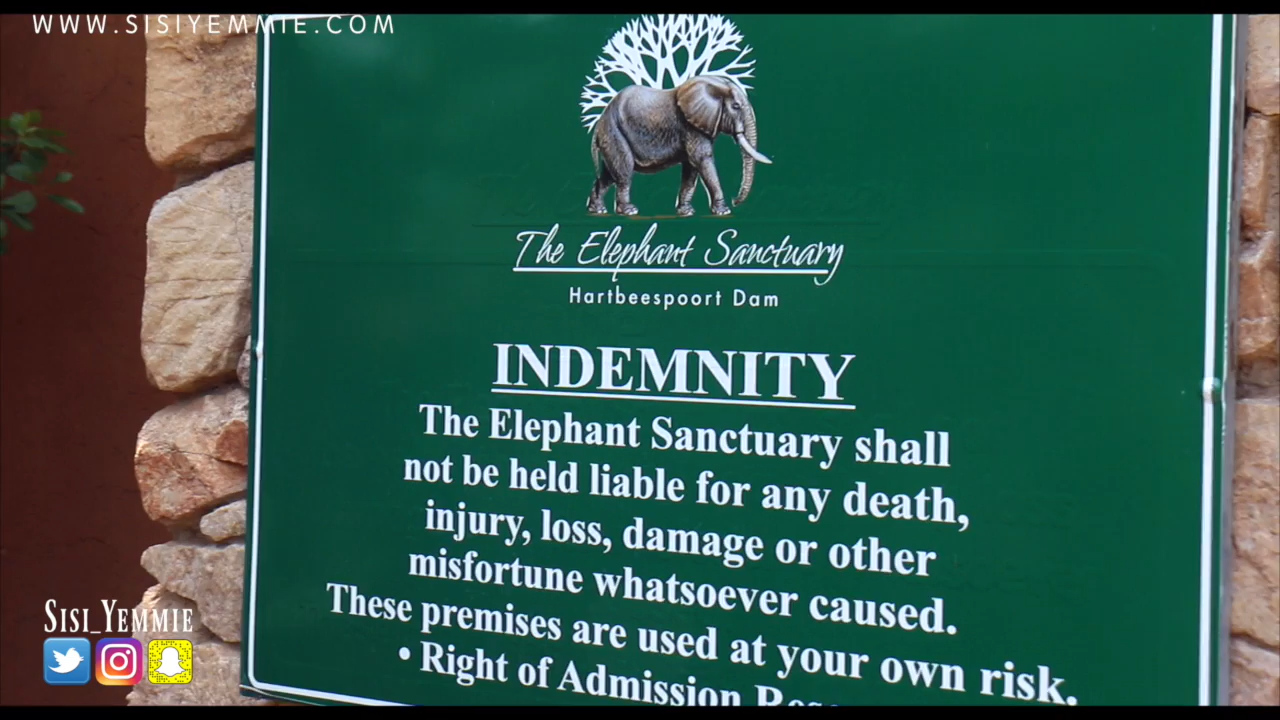 WWW.SISIYEMMIE.COM
The Elephant Sanctuary
Hartbeespoort Dam
INDEMNITY
The Elephant Sanctuary shall
not be held liable for any death,
injury, loss, damage or other
misfortune whatsoever caused.
These premises are used at your own risk.
• Right of Admission
SISI_YEMMIE